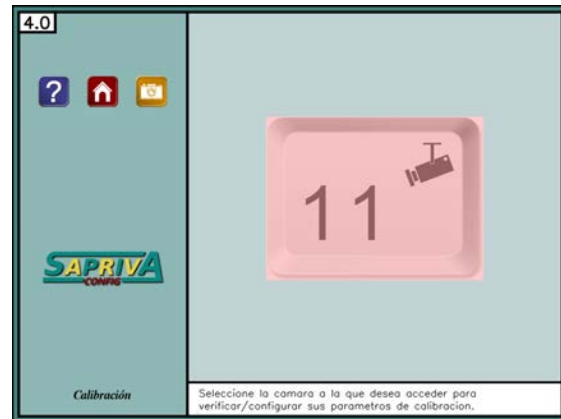 4.0
?
11
SAPRIVA
CONFIG
Calibración
Seleccione la camara a la que desea acceder para
verificar/configurar sus parametros de calibracion.